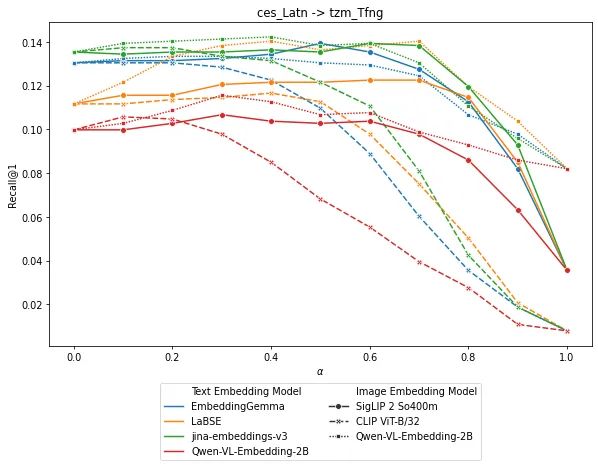 ces_Latn -> tzm_Tfng
Recall@1
0.14
0.12
0.10
0.08
0.06
0.04
0.02
0.0 0.2 0.4 0.6 0.8 1.0
α
Text Embedding Model
EmbeddingGemma
LaBSE
jina-embeddings-v3
Qwen-VL-Embedding-2B
Image Embedding Model
SigLIP 2 So400m
CLIP ViT-B/32
Qwen-VL-Embedding-2B